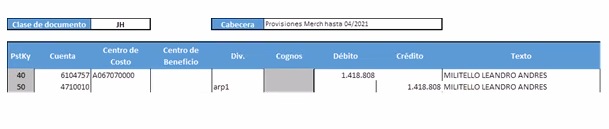 Clase de documento JH Cabecera Provisiones Merch hasta 04/2021
PstKy Cuenta Centro de Costo Centro de Beneficio Div. Cognos Débito Crédito Texto
40 6104757 A067070000 1.418.808 MILITELLO LEANDRO ANDRES
50 4710010 arp1 1.418.808 MILITELLO LEANDRO ANDRES